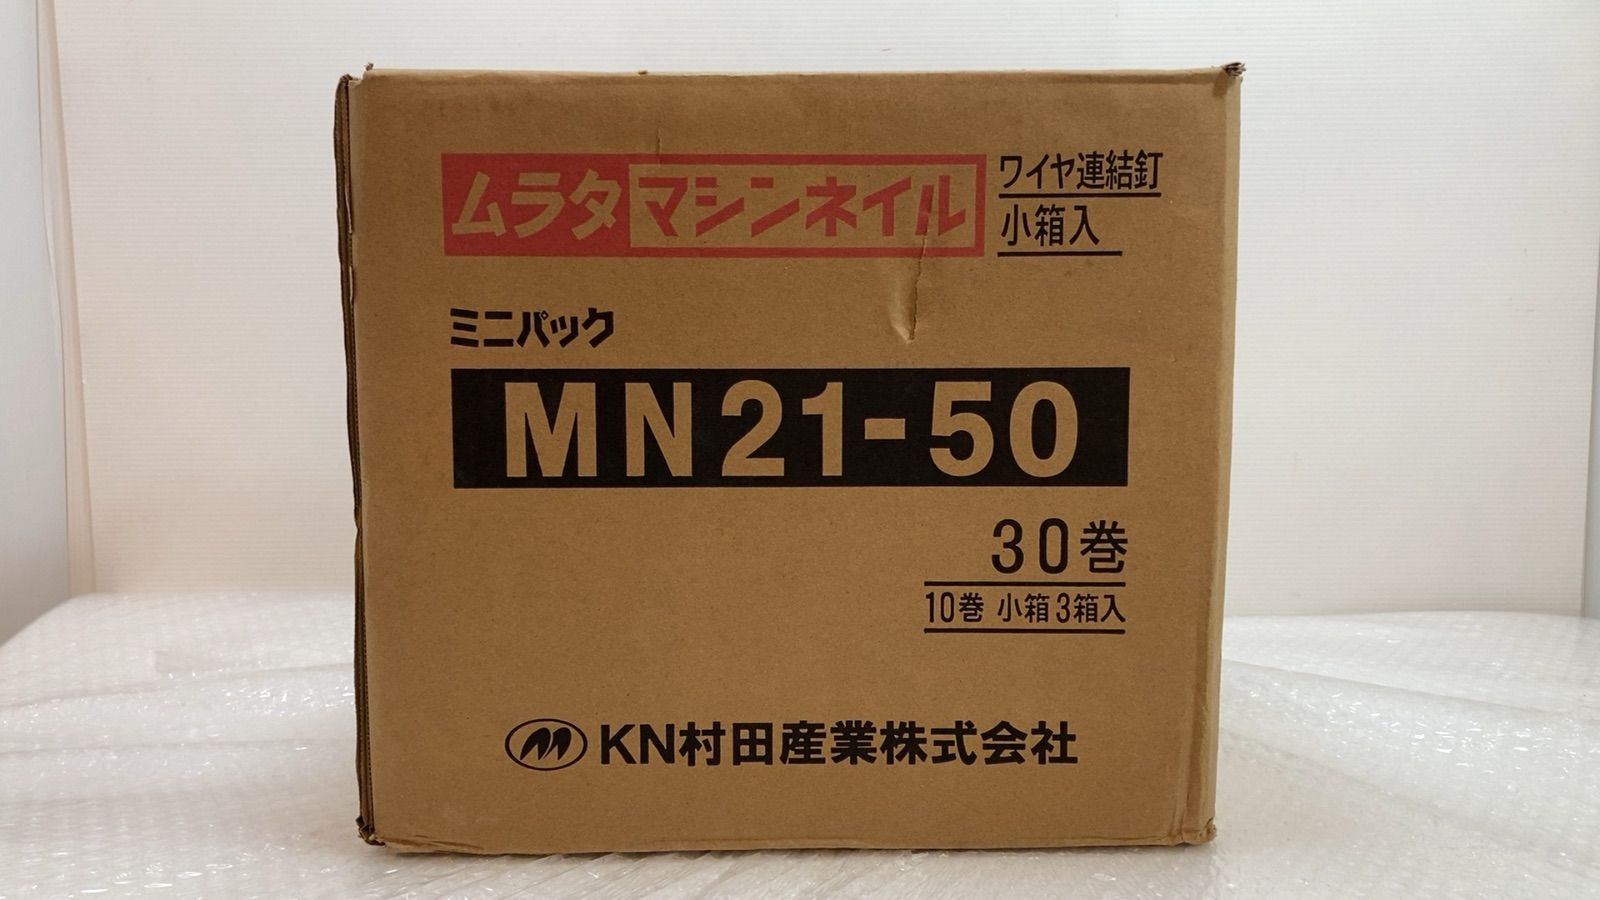 ムラタマシンネイル
ワイヤ連結釘
小箱入
ミニパック
MN21-50
30巻
10巻 小箱3箱入
KN村田産業株式会社